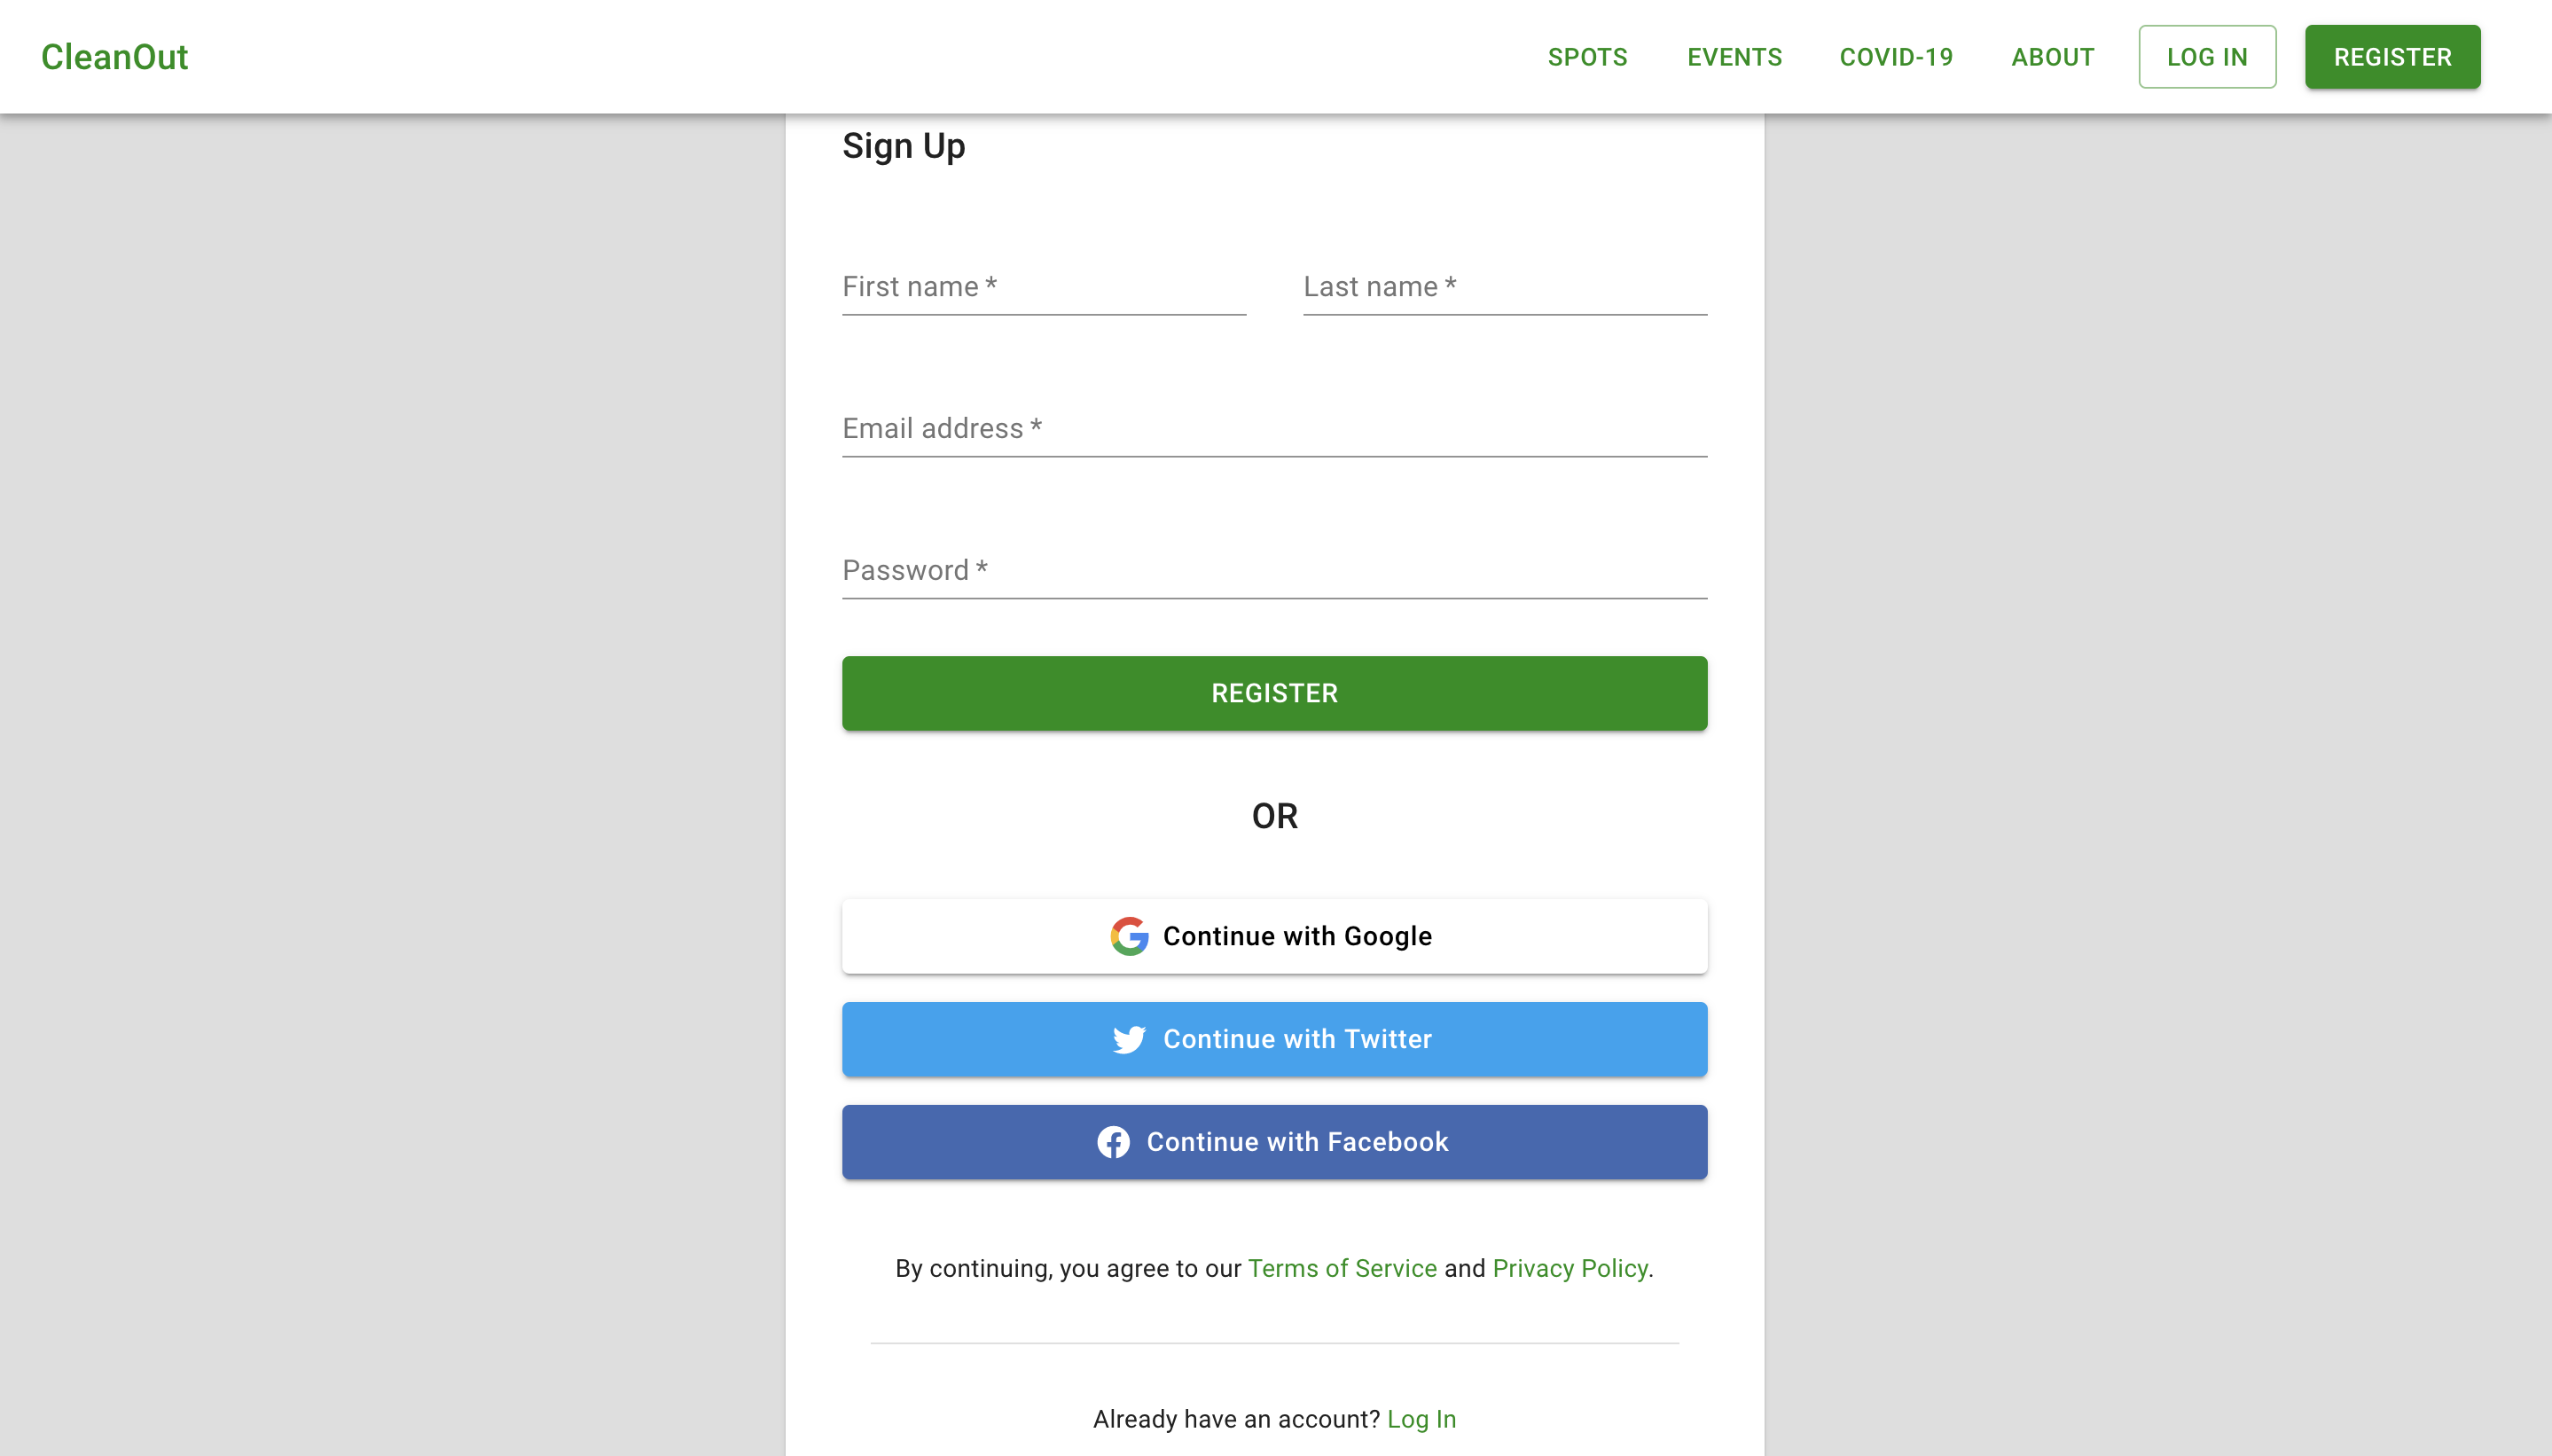 CleanOut
SPOTS EVENTS COVID-19 ABOUT LOG IN REGISTER
Sign Up
First name * Last name *
Email address *
Password *
REGISTER
OR
Continue with Google
Continue with Twitter
Continue with Facebook
By continuing, you agree to our Terms of Service and Privacy Policy.
Already have an account? Log In